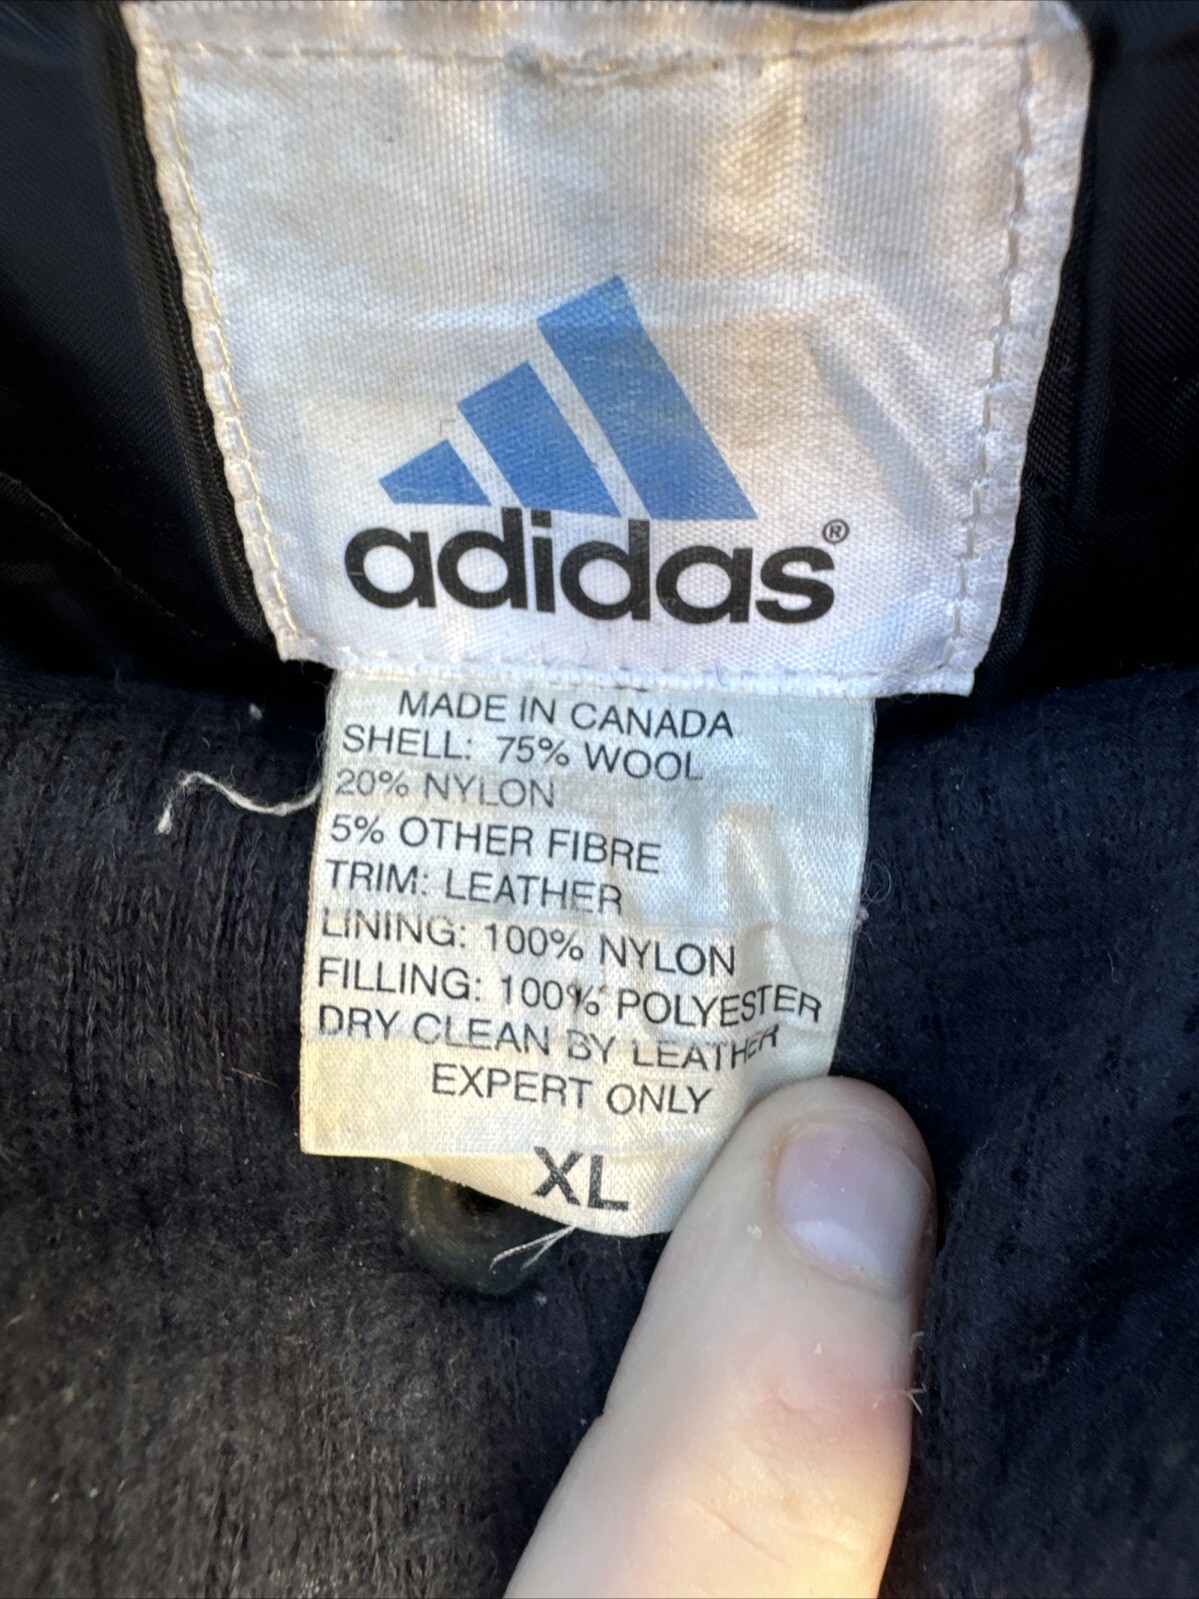 adidas®
MADE IN CANADA
SHELL: 75% WOOL
20% NYLON
5% OTHER FIBRE
TRIM: LEATHER
LINING: 100% NYLON
FILLING: 100% POLYESTER
DRY CLEAN BY LEATHER
EXPERT ONLY
XL